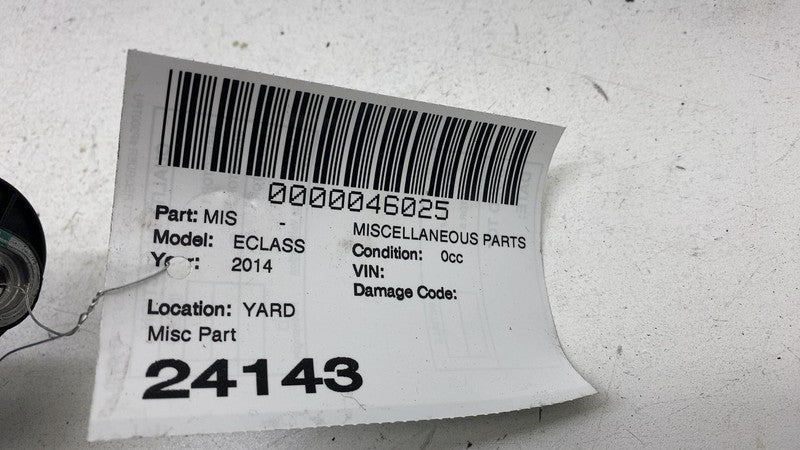 0000046025
Part: MIS - MISCELLANEOUS PARTS
Model: ECLASS Condition: 0cc
Year: 2014 VIN:
Damage Code:
Location: YARD
Misc Part
24143